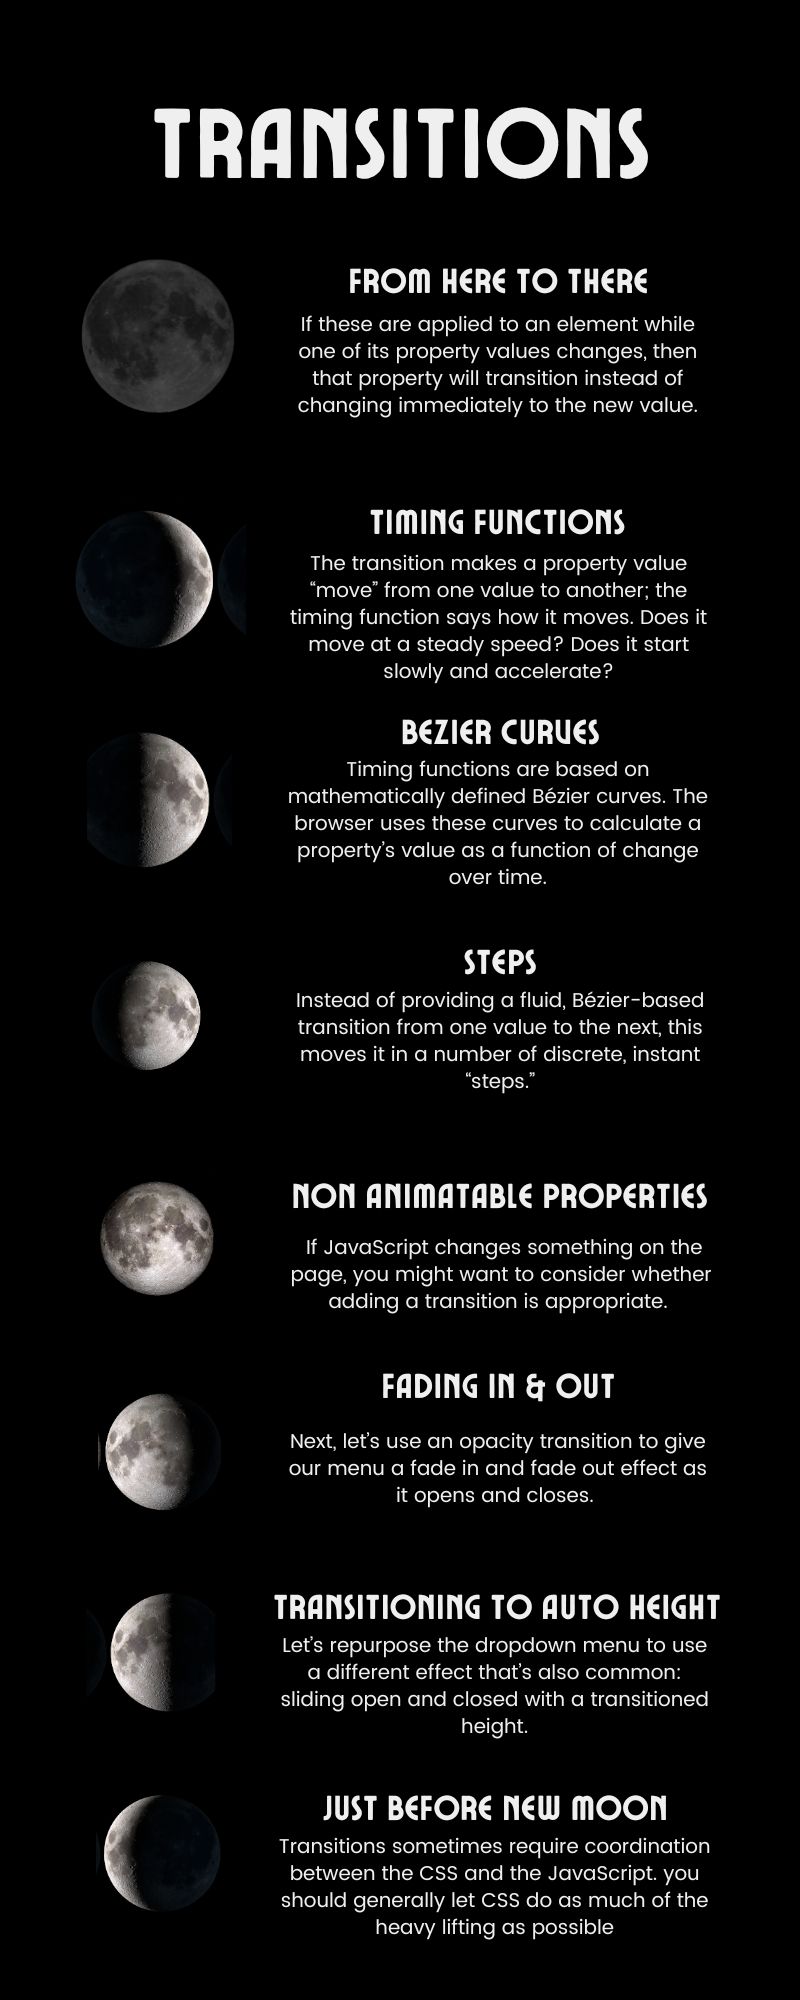 TRANSITIONS
FROM HERE TO THERE
If these are applied to an element while
one of its property values changes, then
that property will transition instead of
changing immediately to the new value.
TIMING FUNCTIONS
The transition makes a property value
“move” from one value to another; the
timing function says how it moves. Does it
move at a steady speed? Does it start
slowly and accelerate?
BEZIER CURVES
Timing functions are based on
mathematically defined Bézier curves. The
browser uses these curves to calculate a
property’s value as a function of change
over time.
STEPS
Instead of providing a fluid, Bézier-based
transition from one value to the next, this
moves it in a number of discrete, instant
“steps.”
NON ANIMATABLE PROPERTIES
If JavaScript changes something on the
page, you might want to consider whether
adding a transition is appropriate.
FADING IN & OUT
Next, let’s use an opacity transition to give
our menu a fade in and fade out effect as
it opens and closes.
TRANSITIONING TO AUTO HEIGHT
Let’s repurpose the dropdown menu to use
a different effect that’s also common:
sliding open and closed with a transitioned
height.
JUST BEFORE NEW MOON
Transitions sometimes require coordination
between the CSS and the JavaScript. you
should generally let CSS do as much of the
heavy lifting as possible